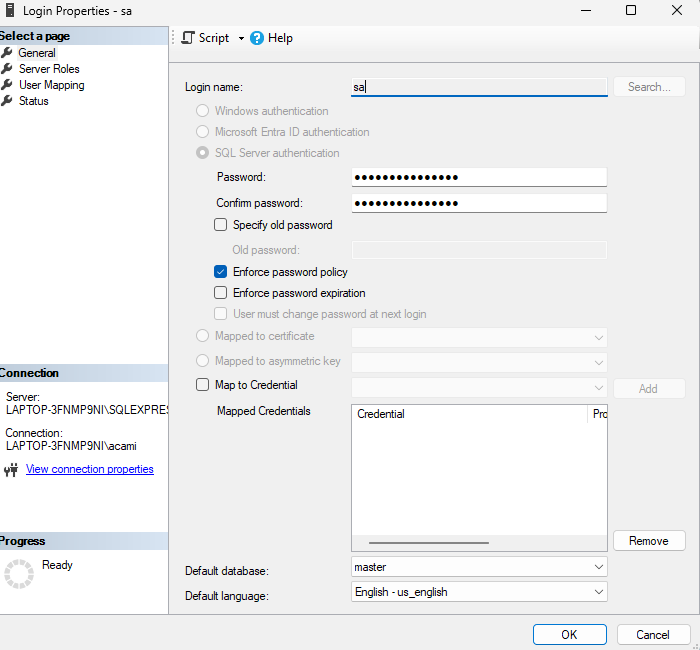 Login Properties - sa
Select a page
General
Server Roles
User Mapping
Status
Script
Help
Login name:
sa
Search...
Windows authentication
Microsoft Entra ID authentication
SQL Server authentication
Password:
●●●●●●●●●●●●●●●
Confirm password:
●●●●●●●●●●●●●●●
Specify old password
Old password:
Enforce password policy
Enforce password expiration
User must change password at next login
Mapped to certificate
Mapped to asymmetric key
Map to Credential
Add
Mapped Credentials
Credential
Pro
Remove
Default database:
master
Default language:
English - us_english
Connection
Server:
LAPTOP-3FNMP9NI\SQLEXPRES
Connection:
LAPTOP-3FNMP9NI\acami
View connection properties
Progress
Ready
OK
Cancel